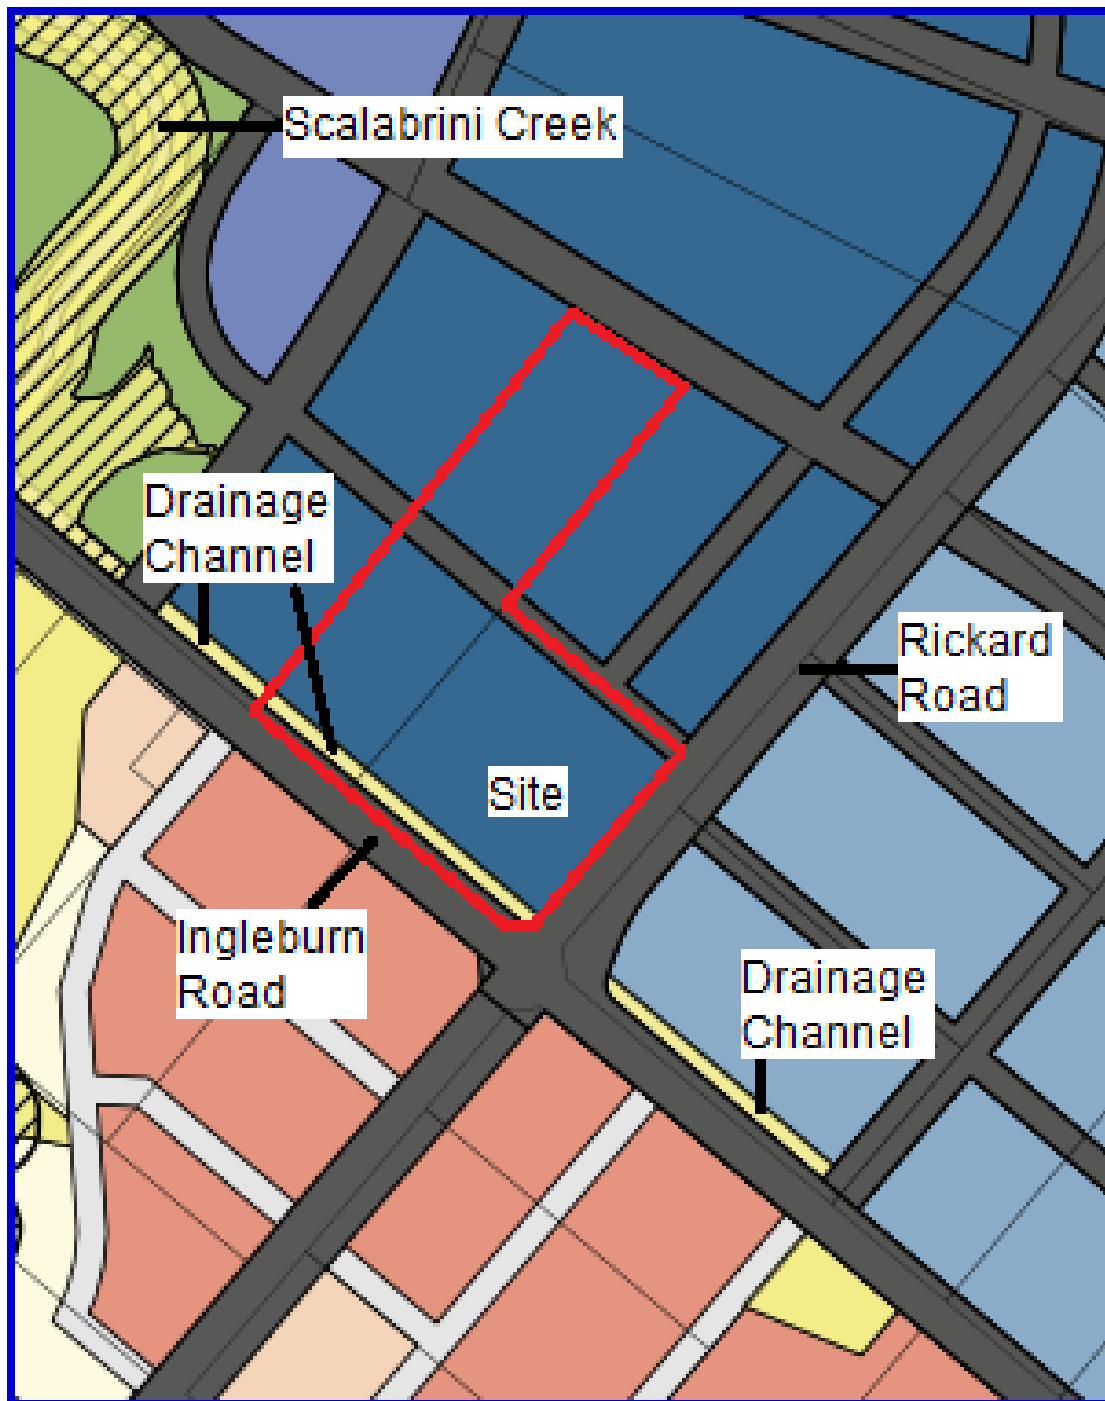 Scalabrini Creek
Drainage
Channel
Rickard
Road
Site
Ingleburn
Road
Drainage
Channel